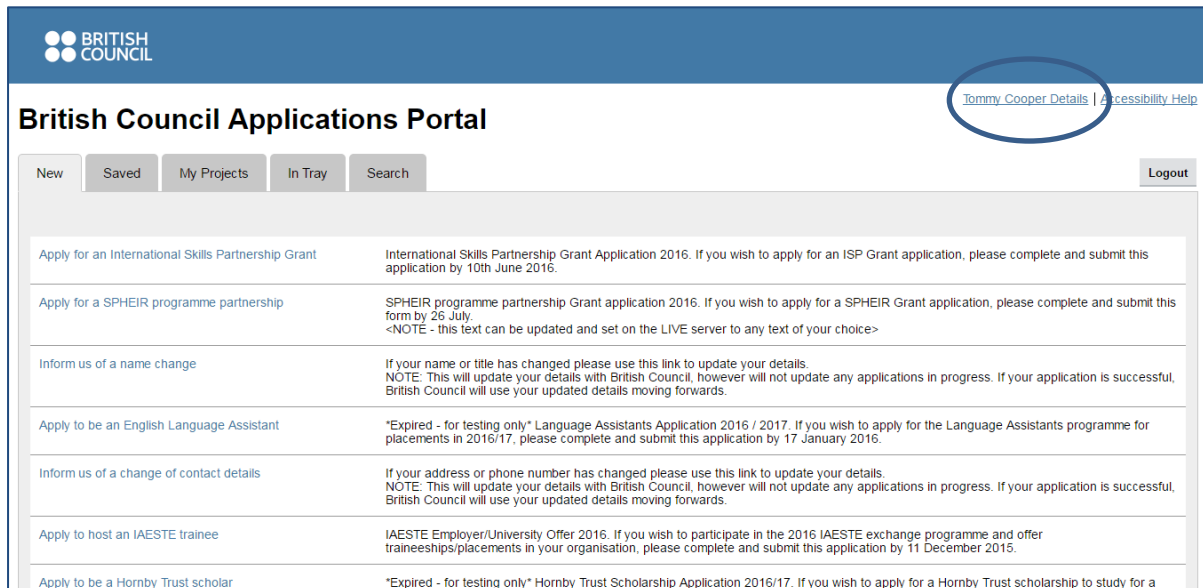 BRITISH
COUNCIL
Tommy Cooper Details | Accessibility Help
British Council Applications Portal
New Saved My Projects In Tray Search Logout
Apply for an International Skills Partnership Grant International Skills Partnership Grant Application 2016. If you wish to apply for an ISP Grant application, please complete and submit this
application by 10th June 2016.
Apply for a SPHEIR programme partnership SPHEIR programme partnership Grant application 2016. If you wish to apply for a SPHEIR Grant application, please complete and submit this
form by 26 July.
<NOTE - this text can be updated and set on the LIVE server to any text of your choice>
Inform us of a name change If your name or title has changed please use this link to update your details.
NOTE: This will update your details with British Council, however will not update any applications in progress. If your application is successful,
British Council will use your updated details moving forwards.
Apply to be an English Language Assistant *Expired - for testing only* Language Assistants Application 2016 / 2017. If you wish to apply for the Language Assistants programme for
placements in 2016/17, please complete and submit this application by 17 January 2016.
Inform us of a change of contact details If your address or phone number has changed please use this link to update your details.
NOTE: This will update your details with British Council, however will not update any applications in progress. If your application is successful,
British Council will use your updated details moving forwards.
Apply to host an IAESTE trainee IAESTE Employer/University Offer 2016. If you wish to participate in the 2016 IAESTE exchange programme and offer
traineeships/placements in your organisation, please complete and submit this application by 11 December 2015.
Apply to be a Hornby Trust scholar *Expired - for testing only* Hornby Trust Scholarship Application 2016/17. If you wish to apply for a Hornby Trust scholarship to study for a